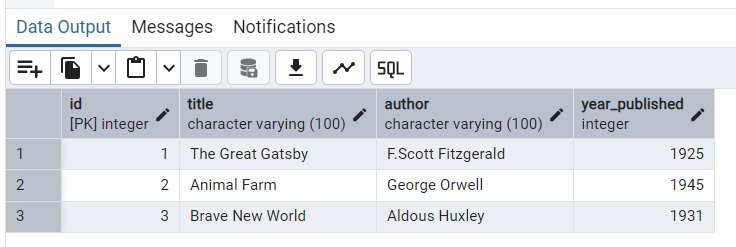 Data Output Messages Notifications
SQL
id title author year_published
[PK] integer character varying (100) character varying (100) integer
1 1 The Great Gatsby F.Scott Fitzgerald 1925
2 2 Animal Farm George Orwell 1945
3 3 Brave New World Aldous Huxley 1931